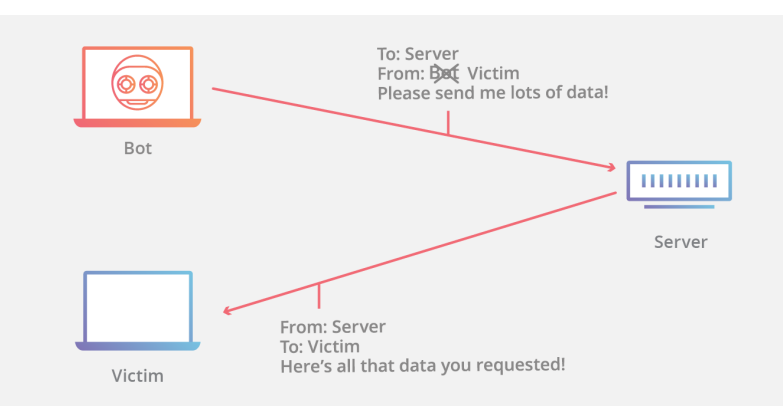 To: Server
From: Bot Victim
Please send me lots of data!
Bot
Server
From: Server
To: Victim
Here's all that data you requested!
Victim